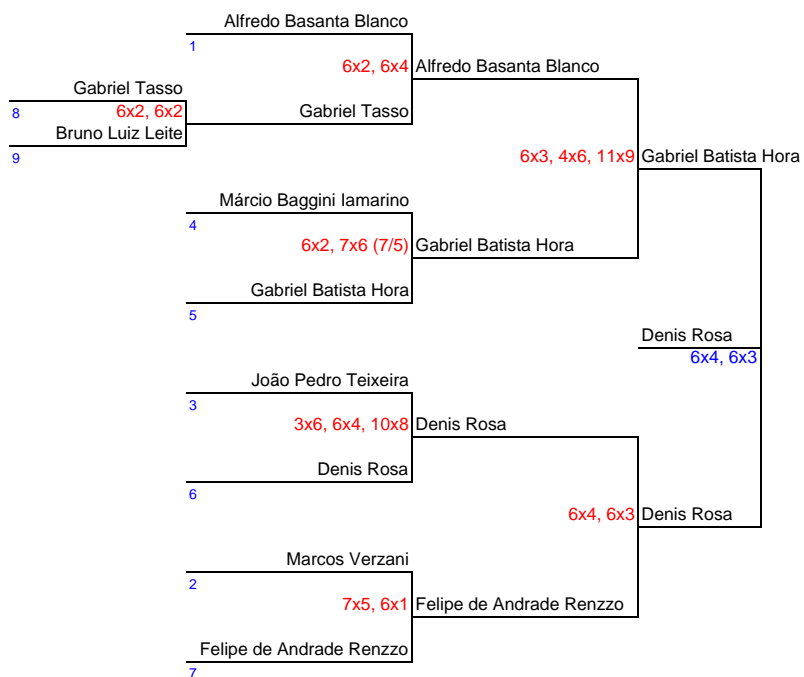 Alfredo Basanta Blanco
1
6x2, 6x4 Alfredo Basanta Blanco
Gabriel Tasso
8
6x2, 6x2
Gabriel Tasso
Bruno Luiz Leite
9
6x3, 4x6, 11x9 Gabriel Batista Hora
Márcio Baggini Iamarino
4
6x2, 7x6 (7/5) Gabriel Batista Hora
Gabriel Batista Hora
5
Denis Rosa
6x4, 6x3
João Pedro Teixeira
3
3x6, 6x4, 10x8 Denis Rosa
Denis Rosa
6
6x4, 6x3 Denis Rosa
Marcos Verzani
2
7x5, 6x1 Felipe de Andrade Renzzo
Felipe de Andrade Renzzo
7